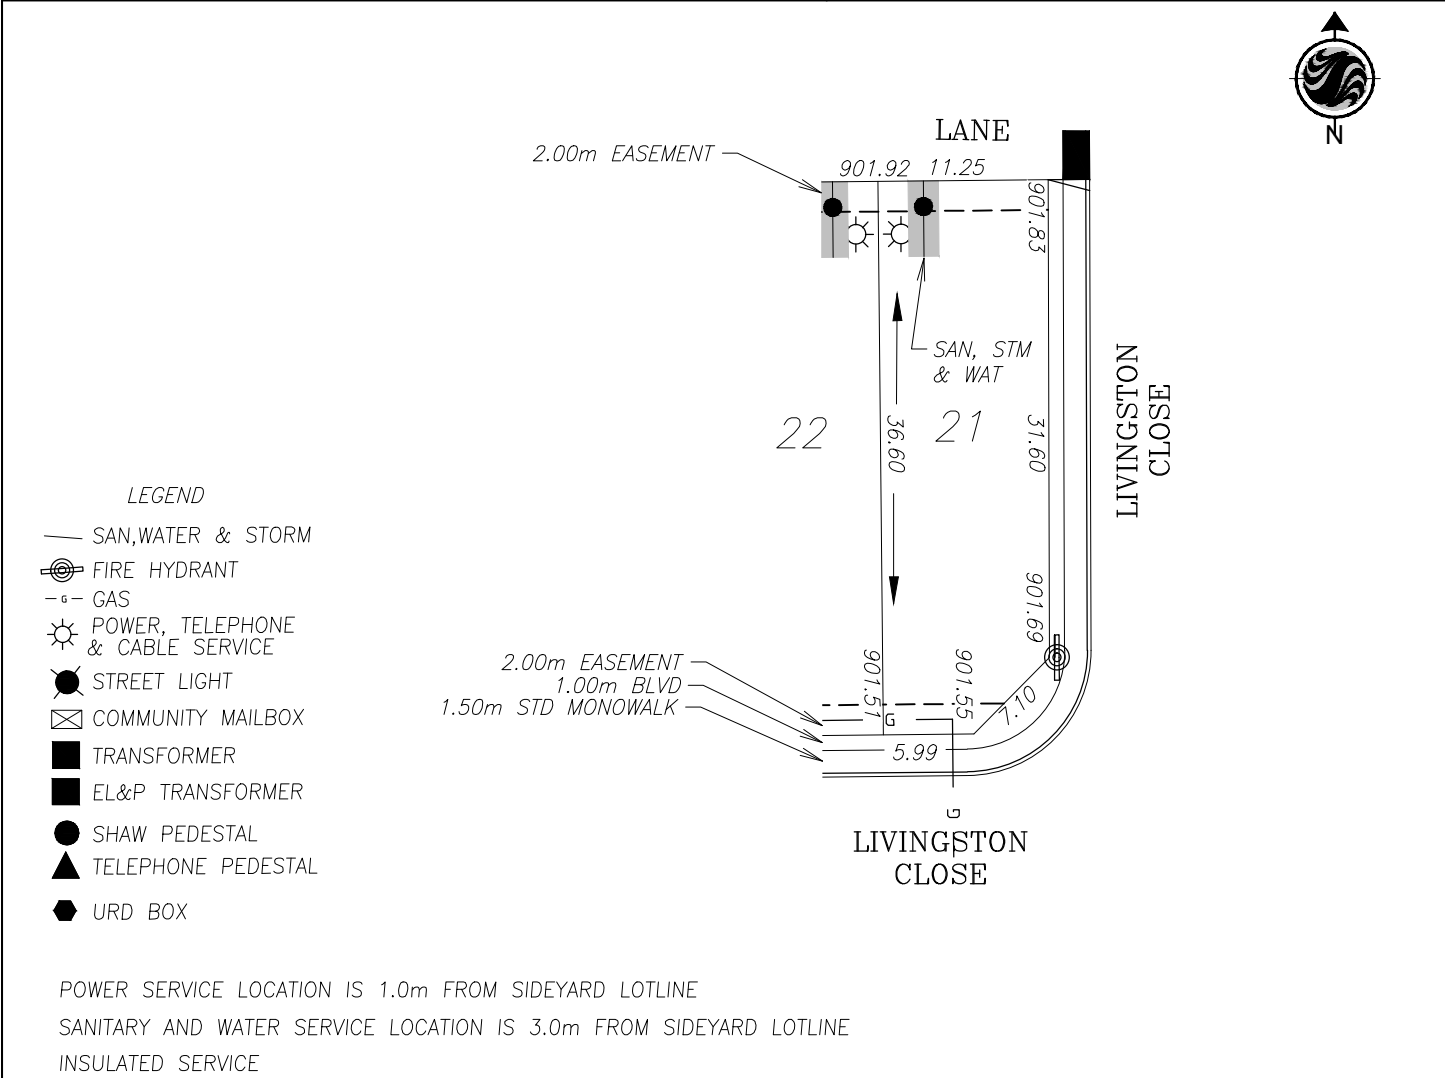 N
LANE
2.00m EASEMENT
901.92
11.25
901.83
SAN, STM
& WAT
22
21
36.60
31.60
LIVINGSTON
CLOSE
901.69
LEGEND
SAN,WATER & STORM
FIRE HYDRANT
G
GAS
POWER, TELEPHONE
& CABLE SERVICE
STREET LIGHT
COMMUNITY MAILBOX
TRANSFORMER
EL&P TRANSFORMER
SHAW PEDESTAL
TELEPHONE PEDESTAL
URD BOX
2.00m EASEMENT
1.00m BLVD
1.50m STD MONOWALK
901.51
901.55
7.10
G
5.99
G
LIVINGSTON
CLOSE
POWER SERVICE LOCATION IS 1.0m FROM SIDEYARD LOTLINE
SANITARY AND WATER SERVICE LOCATION IS 3.0m FROM SIDEYARD LOTLINE
INSULATED SERVICE